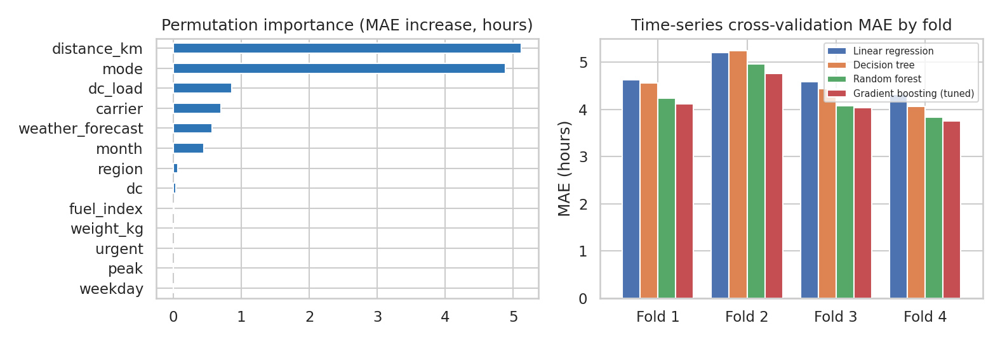 Permutation importance (MAE increase, hours)
distance_km
mode
dc_load
carrier
weather_forecast
month
region
dc
fuel_index
weight_kg
urgent
peak
weekday
0 1 2 3 4 5
Time-series cross-validation MAE by fold
MAE (hours)
5
4
3
2
1
0
Linear regression
Decision tree
Random forest
Gradient boosting (tuned)
Fold 1 Fold 2 Fold 3 Fold 4